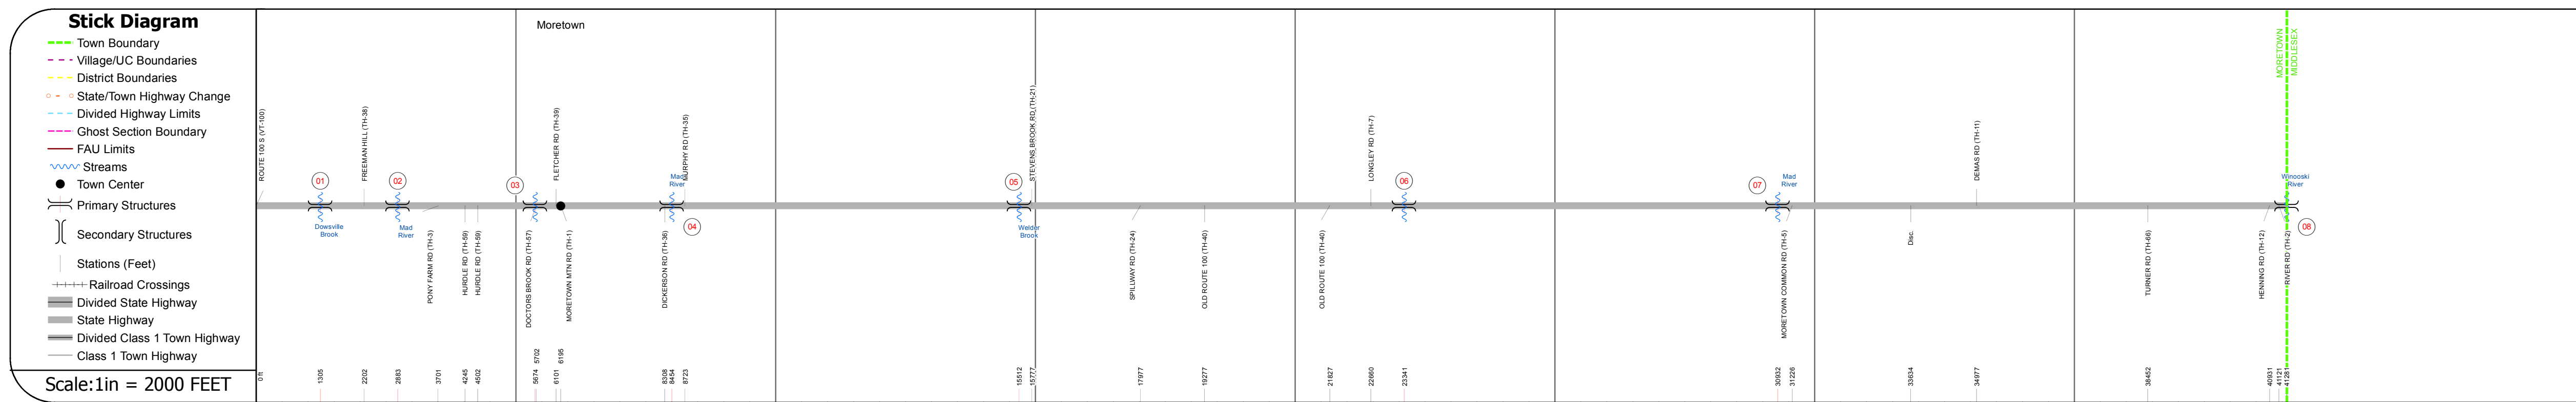 Stick Diagram
Town Boundary
Village/UC Boundaries
District Boundaries
State/Town Highway Change
Divided Highway Limits
Ghost Section Boundary
FAU Limits
Streams
Town Center
Primary Structures
Secondary Structures
Stations (Feet)
Railroad Crossings
Divided State Highway
State Highway
Divided Class 1 Town Highway
Class 1 Town Highway
Scale:1in = 2000 FEET
Moretown
MORETOWN
MIDDLESEX
ROUTE 100 S (VT-100)
FREEMAN HILL (TH-38)
FLETCHER RD (TH-39)
MURPHY RD (TH-35)
STEVENS BROOK RD (TH-21)
LONGLEY RD (TH-7)
DEMAS RD (TH-11)
01
02
03
04
05
06
07
08
Dowsville
Brook
Mad
River
Mad
River
Welder
Brook
Mad
River
Winooski
River
PONY FARM RD (TH-3)
HURDLE RD (TH-59)
HURDLE RD (TH-59)
DOCTORS BROOK RD (TH-57)
MORETOWN MTN RD (TH-1)
DICKERSON RD (TH-36)
SPILLWAY RD (TH-24)
OLD ROUTE 100 (TH-40)
OLD ROUTE 100 (TH-40)
MORETOWN COMMON RD (TH-5)
Disc.
TURNER RD (TH-66)
HENNING RD (TH-12)
RIVER RD (TH-2)
0 ft
1305
2202
2883
3701
4245
4502
5674
5702
6101
6195
8308
8454
8723
15512
15777
17977
19277
21827
22660
23341
30932
31226
33634
34977
38452
40931
41121
41281